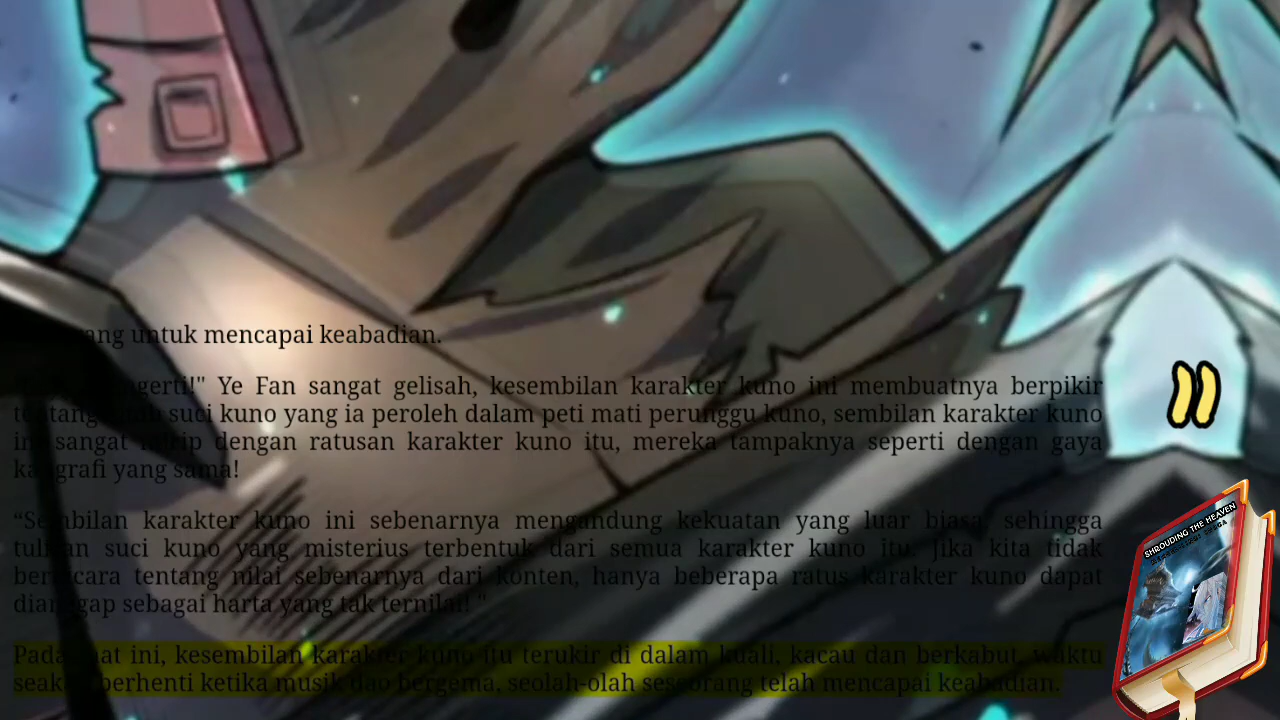 yang untuk mencapai keabadian.
mengerti!" Ye Fan sangat gelisah, kesembilan karakter kuno ini membuatnya berpikir
tentang kitab suci kuno yang ia peroleh dalam peti mati perunggu kuno, sembilan karakter kuno
ini sangat mirip dengan ratusan karakter kuno itu, mereka tampaknya seperti dengan gaya
kaligrafi yang sama!
“Sembilan karakter kuno ini sebenarnya mengandung kekuatan yang luar biasa, sehingga
tulisan suci kuno yang misterius terbentuk dari semua karakter kuno itu. Jika kita tidak
berbicara tentang nilai sebenarnya dari konten, hanya beberapa ratus karakter kuno dapat
dianggap sebagai harta yang tak ternilai! "
Pada saat ini, kesembilan karakter kuno itu terukir di dalam kuali, kacau dan berkabut, waktu
seakan berhenti ketika musik dao bergema, seolah-olah seseorang telah mencapai keabadian.
SHROUDING THE HEAVEN